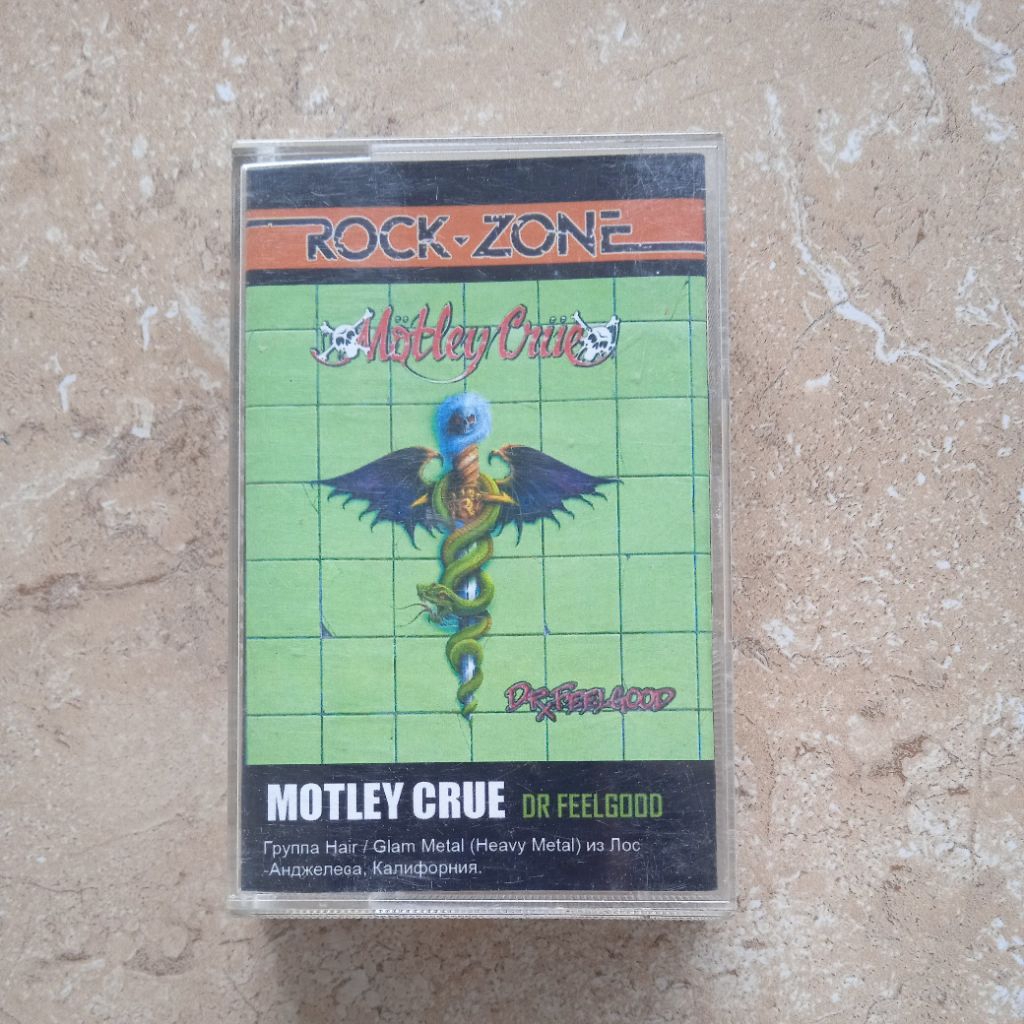 ROCK-ZONE
Mötley Crüe
DR. FEELGOOD
MOTLEY CRUE DR FEELGOOD
Группа Hair / Glam Metal (Heavy Metal) из Лос
-Анджелеса, Калифорния.